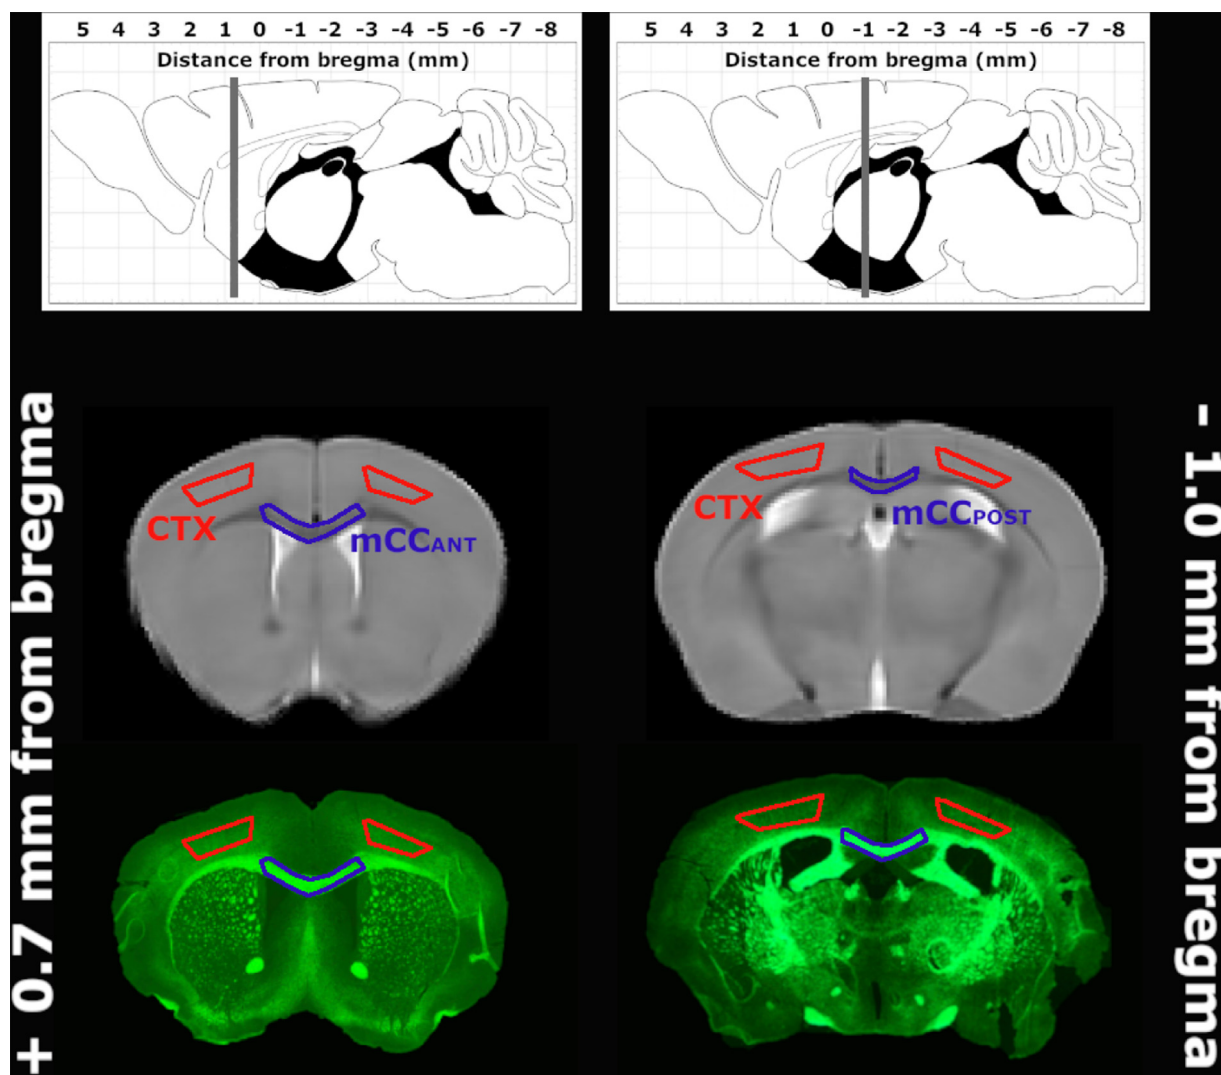 5 4 3 2 1 0 -1 -2 -3 -4 -5 -6 -7 -8
Distance from bregma (mm)
5 4 3 2 1 0 -1 -2 -3 -4 -5 -6 -7 -8
Distance from bregma (mm)
+ 0.7 mm from bregma
CTX
mCCANT
CTX
mCCPOST
- 1.0 mm from bregma